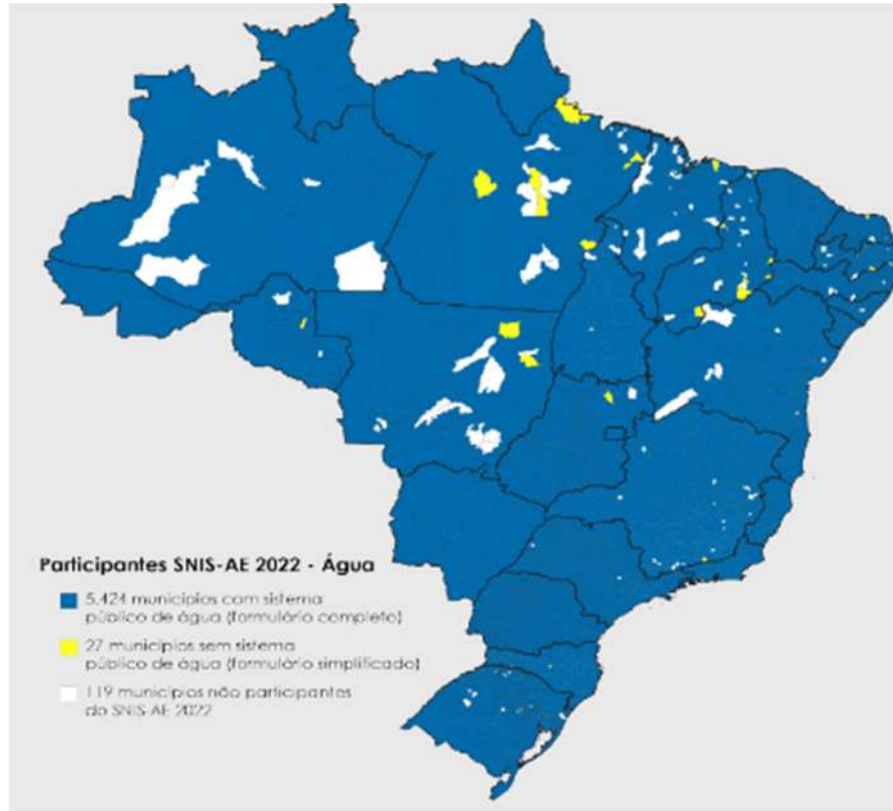 Participantes SNIS-AE 2022 - Água
5.424 municípios com sistema
público de água (formulário completo)
27 municípios sem sistema
público de água (formulário simplificado)
119 municípios não participantes
do SNIS-AE 2022